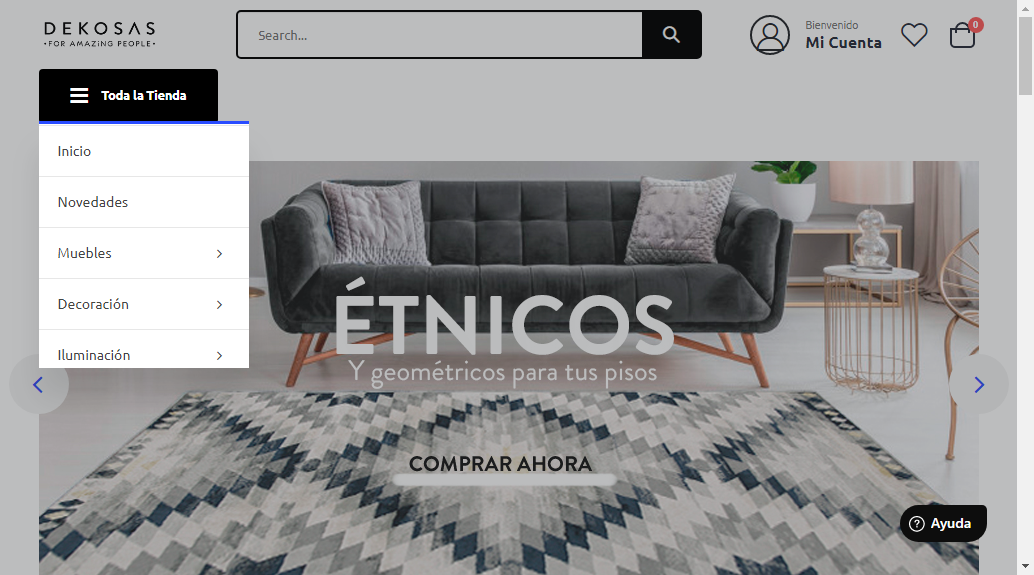 DEKOSAS
•FOR AMAZING PEOPLE•
Search...
Bienvenido
Mi Cuenta
0
Toda la Tienda
Inicio
Novedades
Muebles
Decoración
Iluminación
ÉTNICOS
Y geométricos para tus pisos
COMPRAR AHORA
? Ayuda